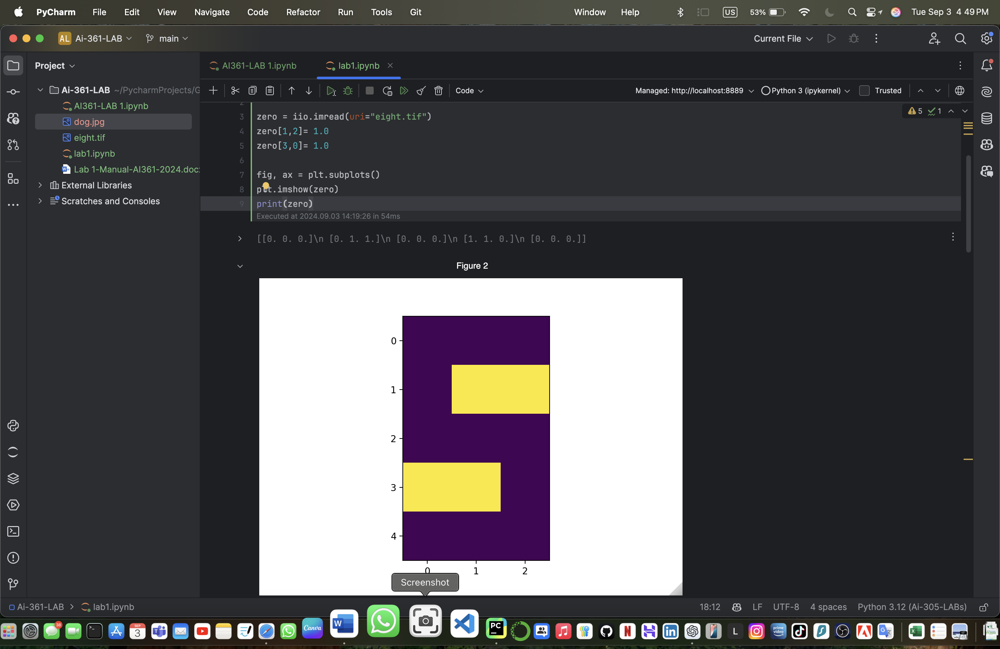 PyCharm File Edit View Navigate Code Refactor Run Tools Git Window Help US 53% Tue Sep 3 4:49 PM
AL Ai-361-LAB main Current File
Project AI361-LAB 1.ipynb lab1.ipynb
Code Managed: http://localhost:8889 Python 3 (ipykernel) Trusted
Ai-361-LAB ~/PycharmProjects/G
AI361-LAB 1.ipynb
dog.jpg
eight.tif
lab1.ipynb
Lab 1-Manual-AI361-2024.doc
External Libraries
Scratches and Consoles
5 1
2
3 zero = iio.imread(uri="eight.tif")
4 zero[1,2]= 1.0
5 zero[3,0]= 1.0
6
7 fig, ax = plt.subplots()
8 plt.imshow(zero)
9 print(zero)
Executed at 2024.09.03 14:19:26 in 54ms
[[0. 0. 0.]\n [0. 1. 1.]\n [0. 0. 0.]\n [1. 1. 0.]\n [0. 0. 0.]]
Figure 2
0
1
2
3
4
0 1 2
Screenshot
Ai-361-LAB lab1.ipynb 18:12 LF UTF-8 4 spaces Python 3.12 (Ai-305-LABs)
38 SEP 3 T Canva W PC N in L prime video G X